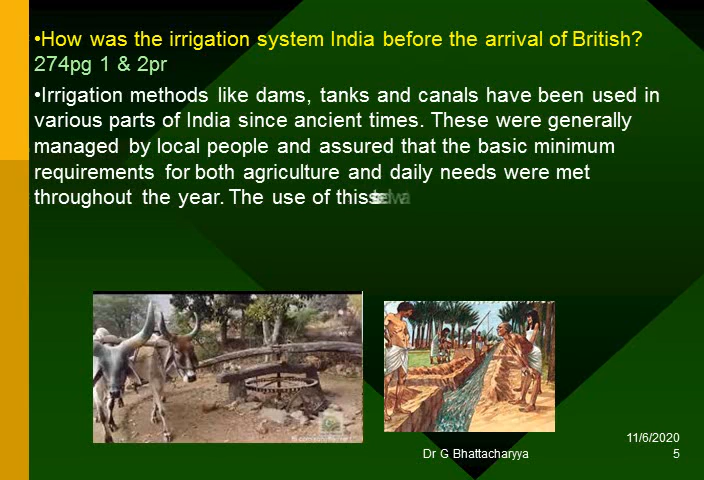 •How was the irrigation system India before the arrival of British?
274pg 1 & 2pr
•Irrigation methods like dams, tanks and canals have been used in
various parts of India since ancient times. These were generally
managed by local people and assured that the basic minimum
requirements for both agriculture and daily needs were met
throughout the year. The use of this
11/6/2020
Dr G Bhattacharyya
5